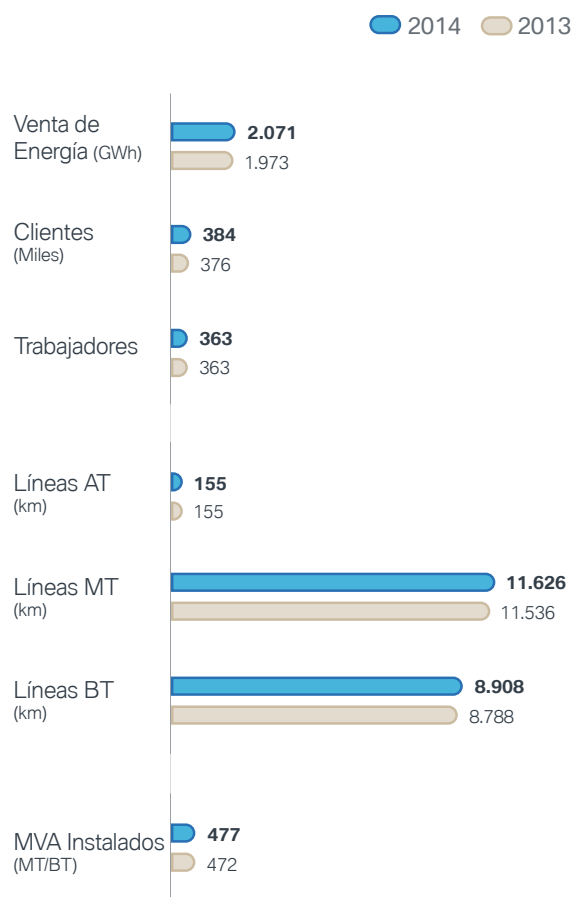 2014 2013
Venta de
Energía (GWh)
2.071
1.973
Clientes
(Miles)
384
376
Trabajadores
363
363
Líneas AT
(km)
155
155
Líneas MT
(km)
11.626
11.536
Líneas BT
(km)
8.908
8.788
MVA Instalados
(MT/BT)
477
472